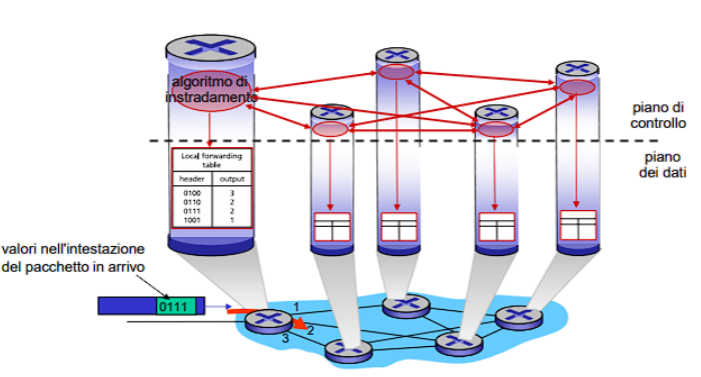 algoritmo di
instradamento
piano di
controllo
piano
dei dati
Local forwarding
table
header output
0100 3
0110 2
0111 2
1001 1
valori nell'intestazione
del pacchetto in arrivo
0111
1
2
3